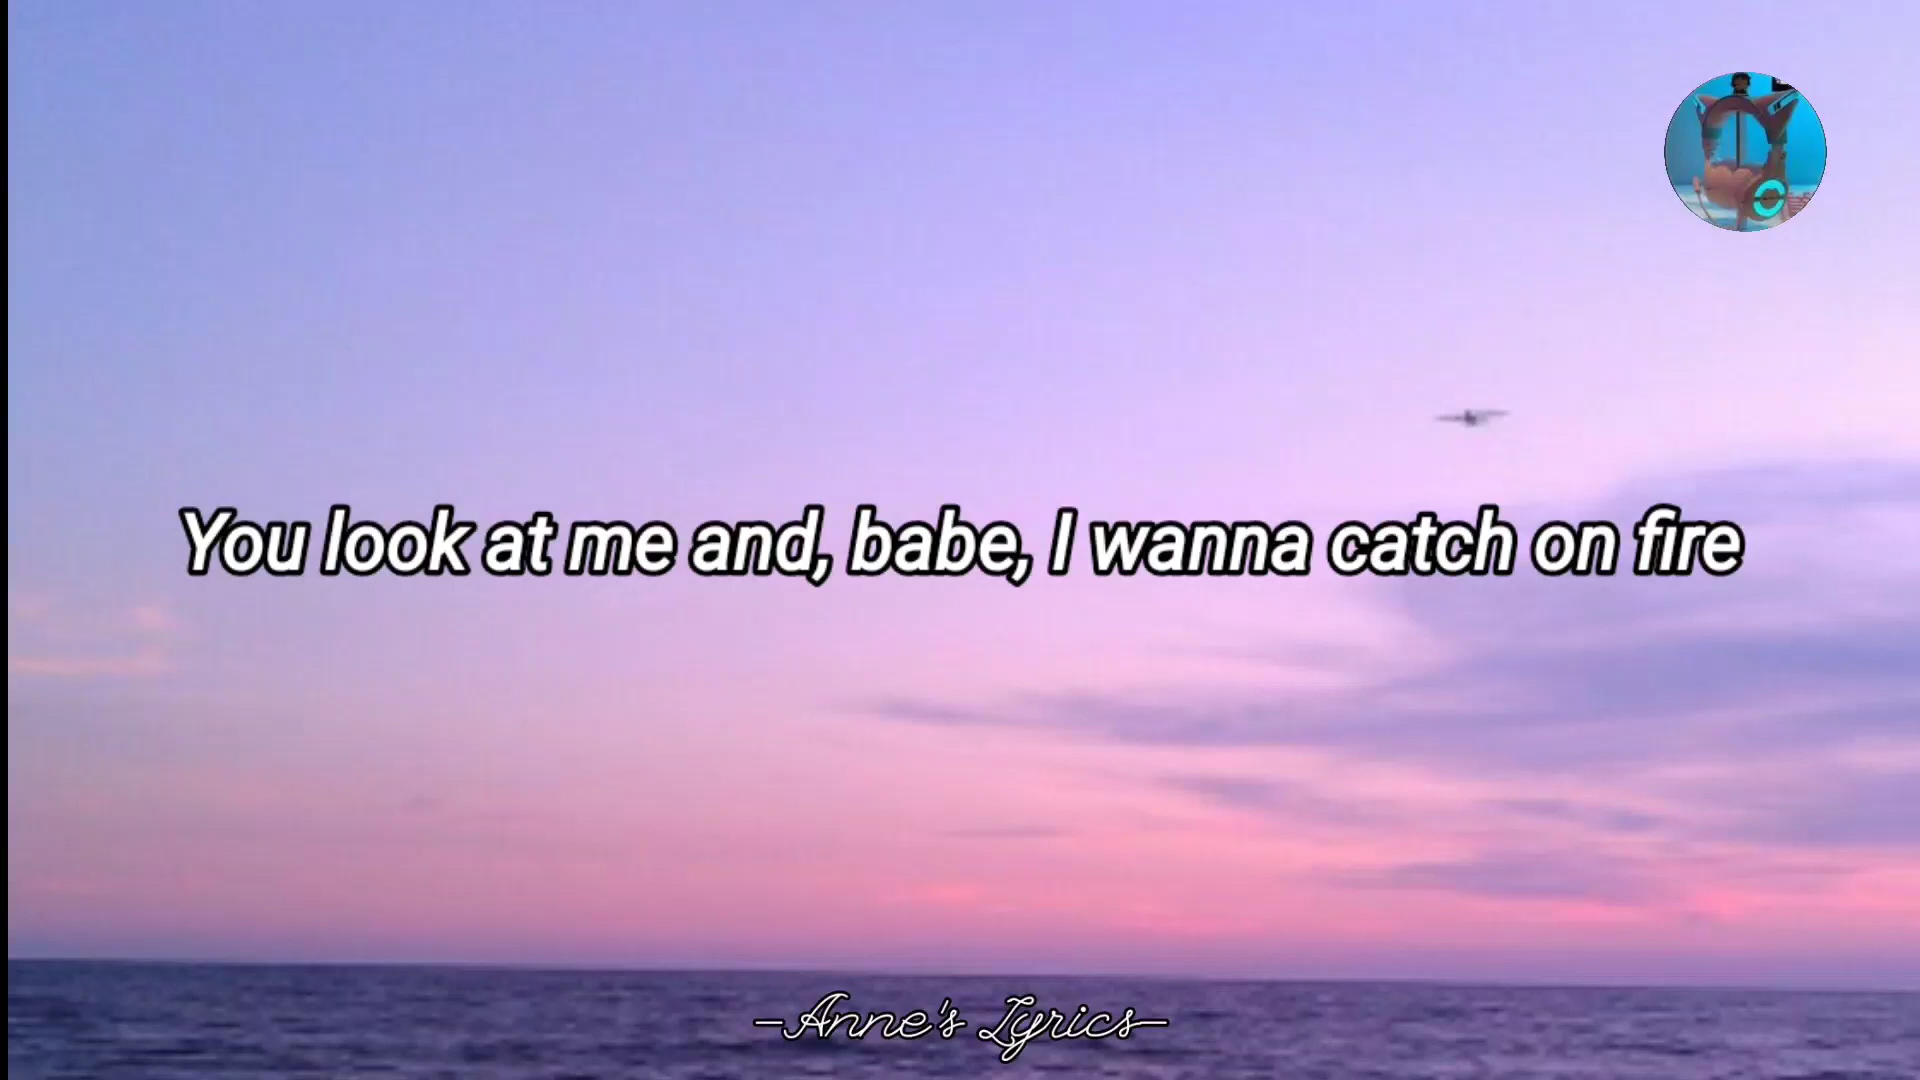 You look at me and, babe, I wanna catch on fire
-Anne's Lyrics-